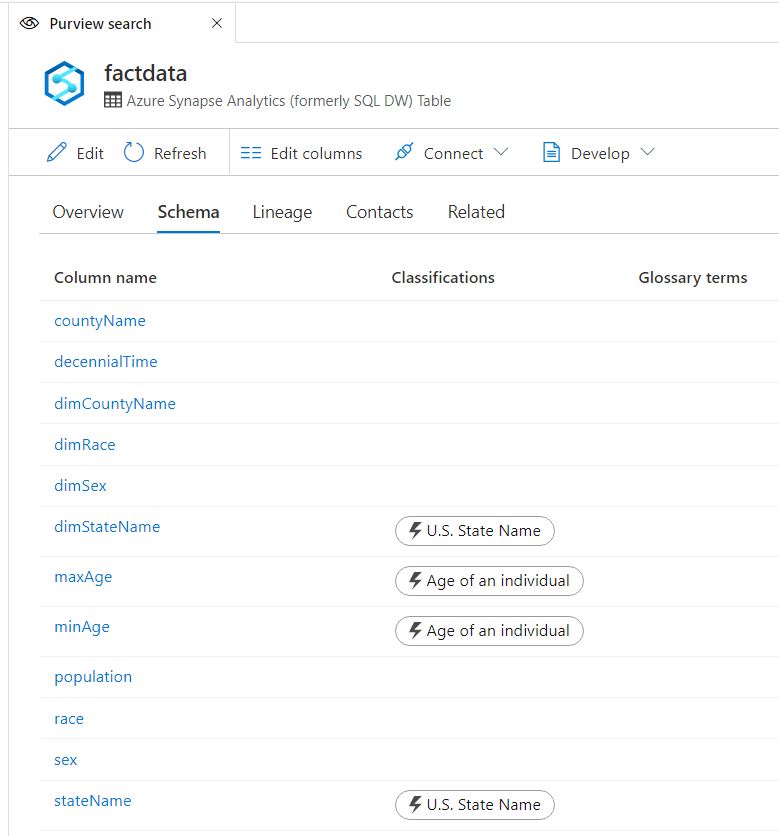 Purview search
factdata
Azure Synapse Analytics (formerly SQL DW) Table
Edit Refresh Edit columns Connect Develop
Overview Schema Lineage Contacts Related
Column name Classifications Glossary terms
countyName
decennialTime
dimCountyName
dimRace
dimSex
dimStateName U.S. State Name
maxAge Age of an individual
minAge Age of an individual
population
race
sex
stateName U.S. State Name